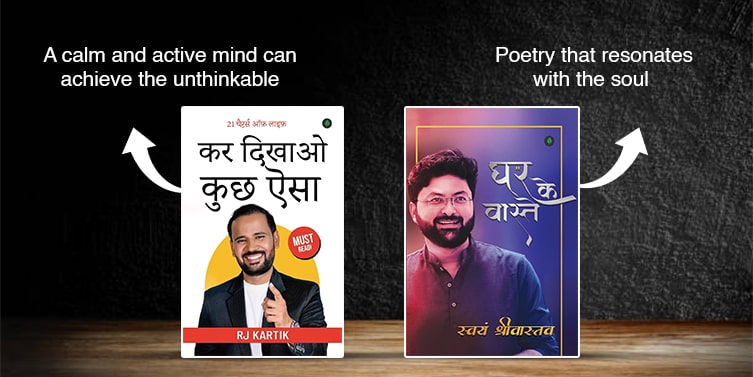 A calm and active mind can
achieve the unthinkable
Poetry that resonates
with the soul
21 चैप्टर्स ऑफ़ लाइफ़
कर दिखाओ
कुछ ऐसा
MUST
READ!
RJ KARTIK
घर
के
वास्ते
स्वयं श्रीवास्तव